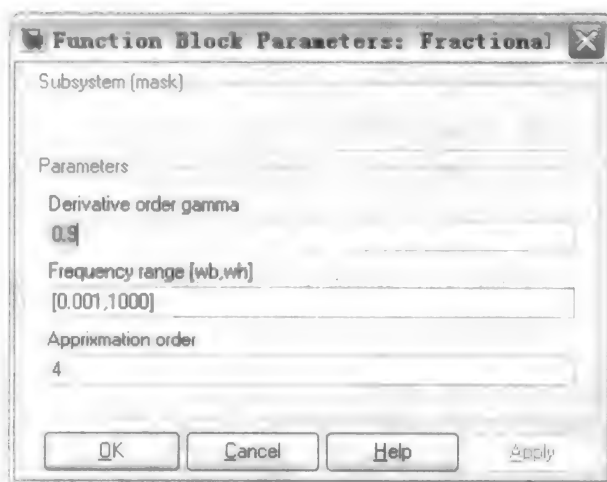 Function Block Parameters: Fractional
Subsystem (mask)
Parameters
Derivative order gamma
0.9
Frequency range [wb,wh]
[0.001,1000]
Apprixmation order
4
OK
Cancel
Help
Apply